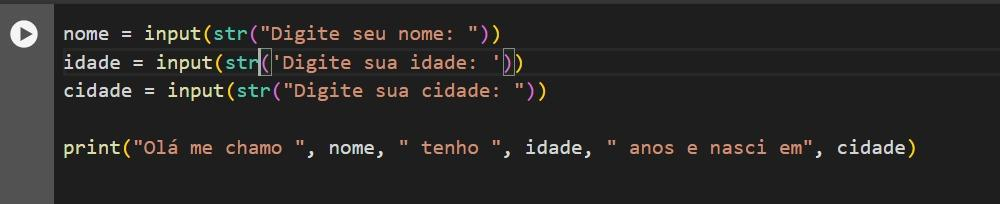 nome = input(str("Digite seu nome: "))
idade = input(str('Digite sua idade: '))
cidade = input(str("Digite sua cidade: "))
print("Olá me chamo ", nome, " tenho ", idade, " anos e nasci em", cidade)